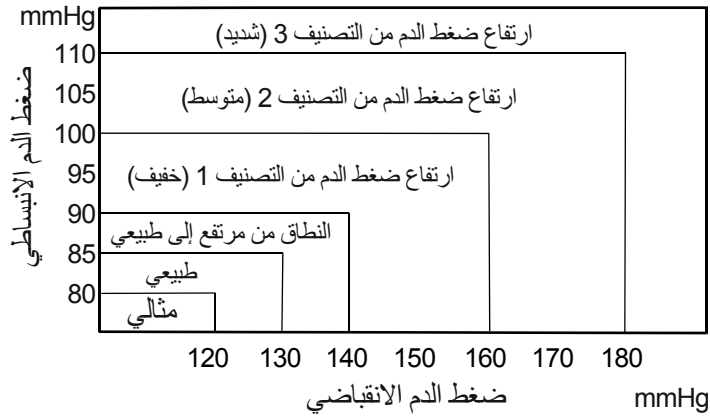 mmHg
ارتفاع ضغط الدم من التصنيف 3 (شديد)
110
105
ارتفاع ضغط الدم من التصنيف 2 (متوسط)
100
95
ارتفاع ضغط الدم من التصنيف 1 (خفيف)
90
النطاق من مرتفع إلى طبيعي
85
طبيعي
80
مثالي
ضغط الدم الانبساطي
120 130 140 150 160 170 180
ضغط الدم الانقباضي
mmHg